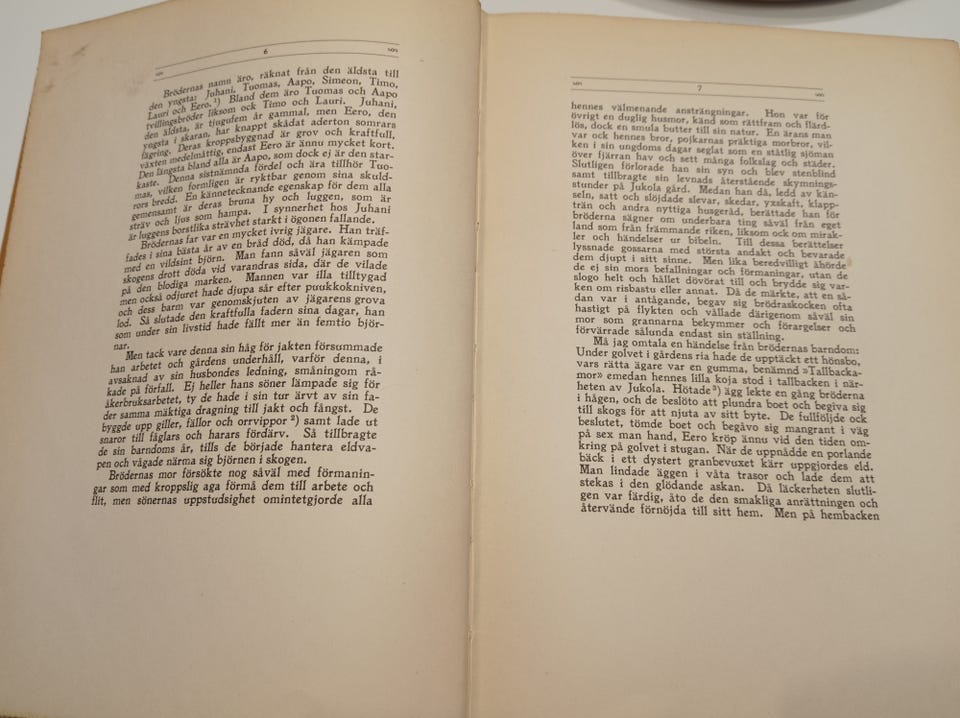 6
Brödernas namn äro, räknat från den äldsta till
den yngsta: Juhani, Tuomas, Aapo, Simeon, Timo,
Lauri och Eero.¹) Bland dem äro Tuomas och Aapo
tvillingsbröder liksom ock Timo och Lauri. Juhani,
den äldsta, är tjugufem år gammal, men Eero, den
yngsta i skaran, har knappt skådat aderton somrars
fägring. Deras kroppsbyggnad är grov och kraftfull,
växten medelmåttig, endast Eero är ännu mycket kort.
Den längsta bland alla är Aapo, som dock ej är den star-
kaste. Denna sistnämnda fördel och ära tillhör Tuo-
mas, vilken formligen är ryktbar genom sina skuld-
rors bredd. En kännetecknande egenskap för dem alla
gemensamt är deras bruna hy och luggen, som är
sträv och ljus som hampa. I synnerhet hos Juhani
är luggens borstlika strävhet starkt i ögonen fallande.
Brödernas far var en mycket ivrig jägare. Han träf-
fades i sina bästa år av en bråd död, då han kämpade
med en vildsint björn. Man fann såväl jägaren som
skogens drott döda vid varandras sida, där de vilade
på den blodiga marken. Mannen var illa tilltygad
men också odjuret hade djupa sår efter puukkokniven,
och dess barm var genomskjuten av jägarens grova
lod. Så slutade den kraftfulla fadern sina dagar, han
som under sin livstid hade fällt mer än femtio björ-
nar.
Men tack vare denna sin håg för jakten försummade
han arbetet och gårdens underhåll, varför denna, i
avsaknad av sin husbondes ledning, småningom rå-
kade på förfall. Ej heller hans söner lämpade sig för
åkerbruksarbetet, ty de hade i sin tur ärvt av sin fa-
der samma mäktiga dragning till jakt och fångst. De
byggde upp giller, fällor och orrvippor ²) samt lade ut
snaror till fåglars och harars fördärv. Så tillbragte
de sin barndoms år, tills de började hantera eldva-
pen och vågade närma sig björnen i skogen.
Brödernas mor försökte nog såväl med förmanin-
gar som med kroppslig aga förmå dem till arbete och
flit, men sönernas uppstudsighet omintetgjorde alla
7
hennes välmenande ansträngningar. Hon var för
övrigt en duglig husmor, känd som rättfram och flärd-
lös, dock en smula butter till sin natur. En ärans man
var ock hennes bror, pojkarnas präktiga morbror, vil-
ken i sin ungdoms dagar seglat som en ståtlig sjöman
över fjärran hav och sett många folkslag och städer.
Slutligen förlorade han sin syn och blev stenblind
samt tillbragte sin levnads återstående skymnings-
stunder på Jukola gård. Medan han då, ledd av kän-
seln, satt och slöjdade slevar, skedar, yxskaft, klapp-
trän och andra nyttiga husgeråd, berättade han för
bröderna sägner om underbara ting såväl från eget
land som från främmande riken, liksom ock om mirak-
ler och händelser ur bibeln. Till dessa berättelser
lyssnade gossarna med största andakt och bevarade
dem djupt i sitt sinne. Men lika beredvilligt åhörde
de ej sin mors befallningar och förmaningar, utan de
slogo helt och hållet dövörat till och brydde sig var-
ken om risbastu eller annat. Då de märkte, att en så-
dan var i antågande, begav sig brödraskocken ofta
hastigt på flykten och vållade därigenom såväl sin
mor som grannarna bekymmer och förargelser och
förvärrade sålunda endast sin ställning.
Må jag omtala en händelse från brödernas barndom:
Under golvet i gårdens ria hade de upptäckt ett hönsbo,
vars rätta ägare var en gumma, benämnd »Tallbacka-
mor» emedan hennes lilla koja stod i tallbacken i när-
heten av Jukola. Hötade ³) ägg lekte en gång bröderna
i hågen, och de beslöto att plundra boet och begiva sig
till skogs för att njuta av sitt byte. De fullföljde ock
beslutet, tömde boet och begåvo sig mangrant i väg
på sex man hand, Eero kröp ännu vid den tiden om-
kring på golvet i stugan. När de uppnådde en porlande
bäck i ett dystert granbevuxet kärr uppgjordes eld.
Man lindade äggen i våta trasor och lade dem att
stekas i den glödande askan. Då läckerheten slutli-
gen var färdig, åto de den smakliga anrättningen och
återvände förnöjda till sitt hem. Men på hembacken